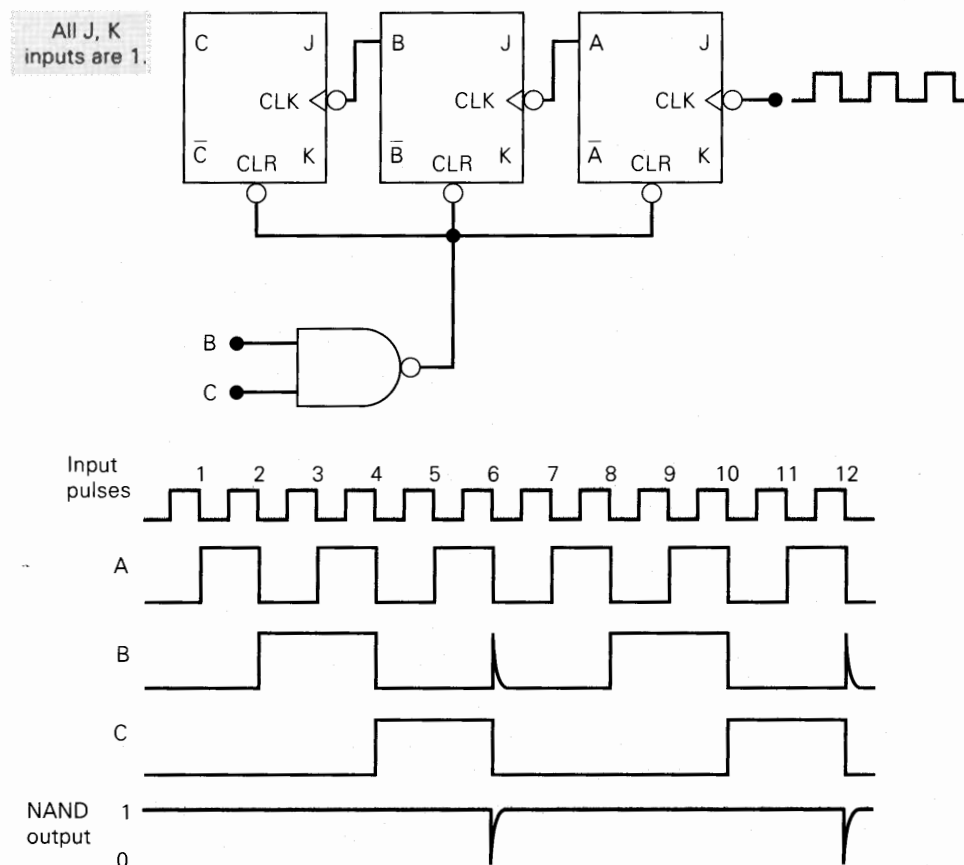 All J, K
inputs are 1.
C J B J A J
CLK CLK CLK
C̅ K B̅ K A̅ K
CLR CLR CLR
B
C
Input
pulses
1 2 3 4 5 6 7 8 9 10 11 12
A
B
C
NAND
output
1
0